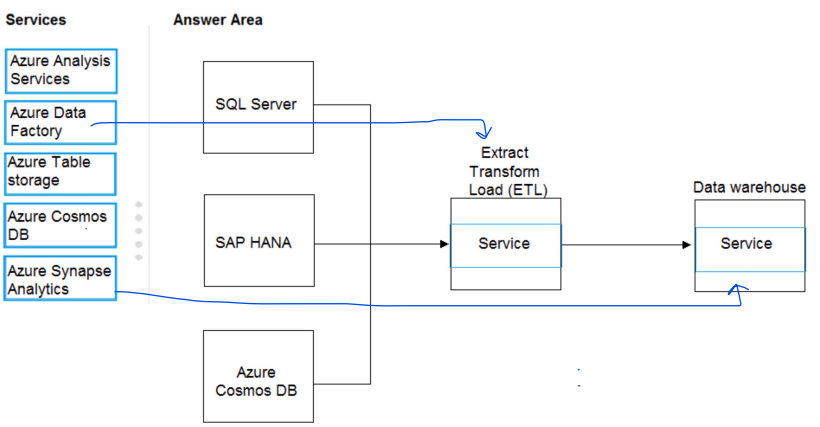 Services
Answer Area
Azure Analysis
Services
Azure Data
Factory
Azure Table
storage
Azure Cosmos
DB
Azure Synapse
Analytics
SQL Server
SAP HANA
Azure
Cosmos DB
Extract
Transform
Load (ETL)
Service
Data warehouse
Service